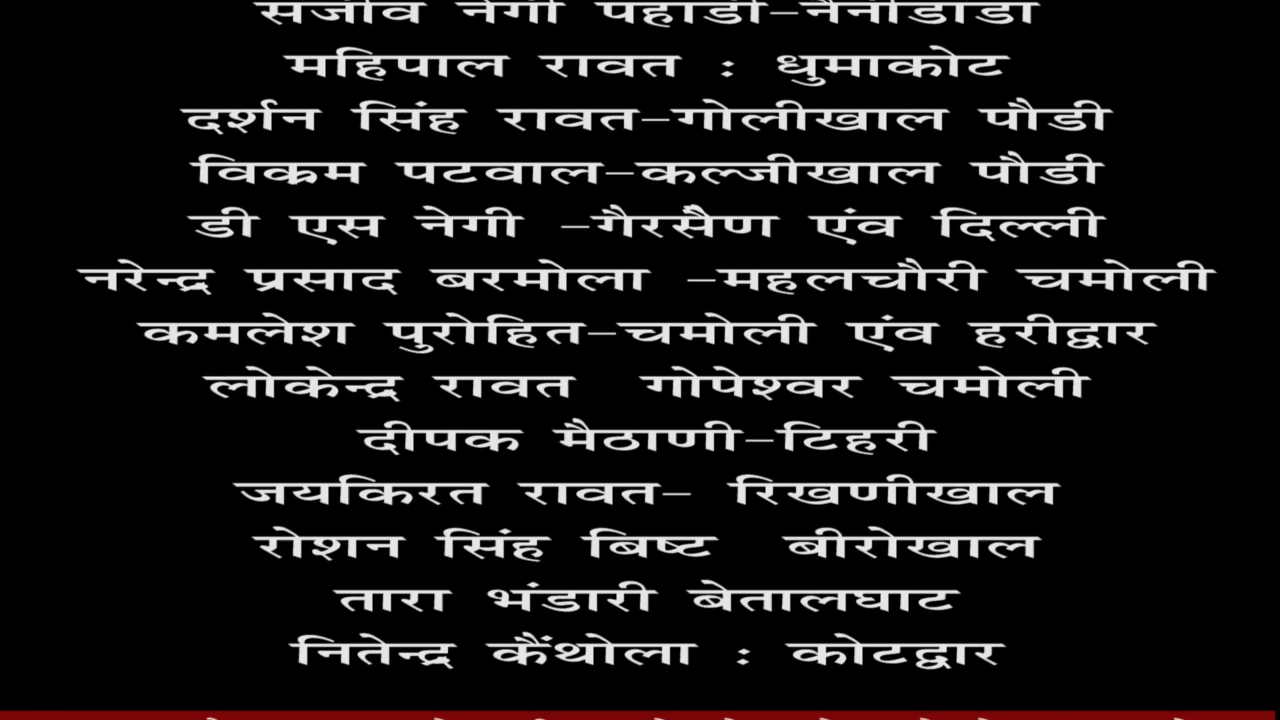 संजीव नेगी पहाडी-नैनीडांडा
महिपाल रावत : धुमाकोट
दर्शन सिंह रावत-गोलीखाल पौडी
विक्रम पटवाल-कल्जीखाल पौडी
डी एस नेगी -गैरसैंण एंव दिल्ली
नरेन्द्र प्रसाद बरमोला -महलचौरी चमोली
कमलेश पुरोहित-चमोली एंव हरीद्वार
लोकेन्द्र रावत गोपेश्वर चमोली
दीपक मैठाणी-टिहरी
जयकिरत रावत- रिखणीखाल
रोशन सिंह बिष्ट बीरोखाल
तारा भंडारी बेतालघाट
नितेन्द्र कैंथोला : कोटद्वार